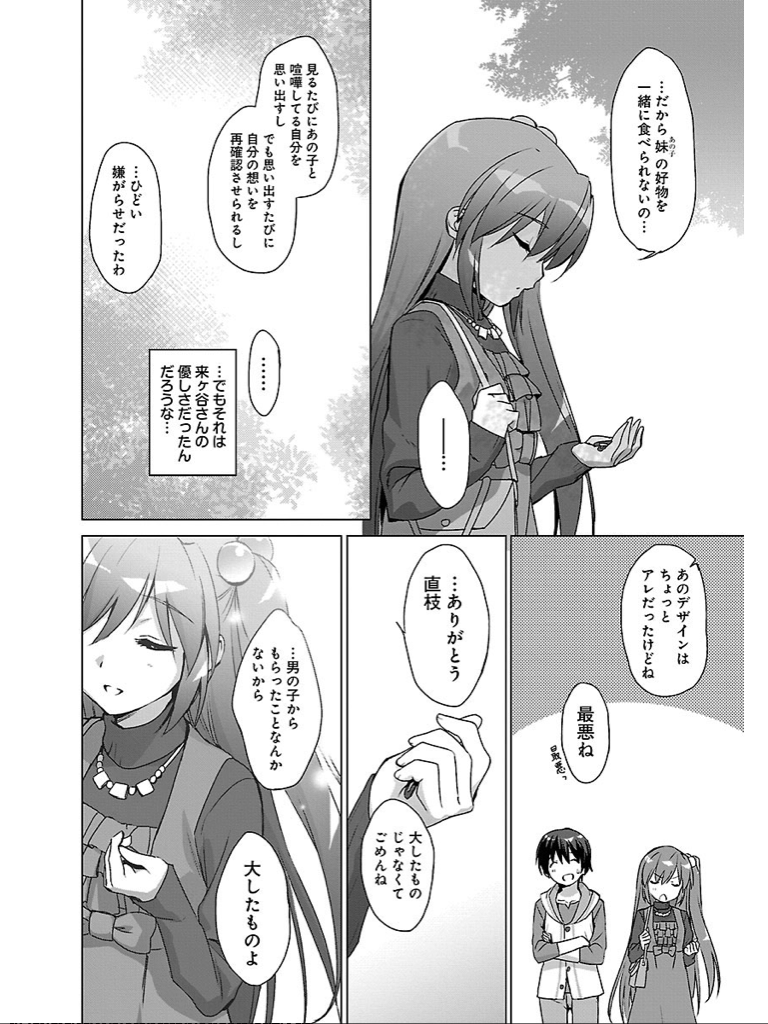 …だから妹の好物を
あの子
一緒に食べられないの…
――…
見るたびにあの子と
喧嘩してる自分を
思い出すし
でも思い出すたびに
自分の想いを
再確認させられるし
…ひどい
嫌がらせだったわ
……
…でもそれは
来ヶ谷さんの
優しさだったん
だろうな…
あのデザインは
ちょっと
アレだったけどね
最悪ね
最悪っ
…ありがとう
直枝
大したもの
じゃなくて
ごめんね
…男の子から
もらったことなんか
ないから
大したものよ